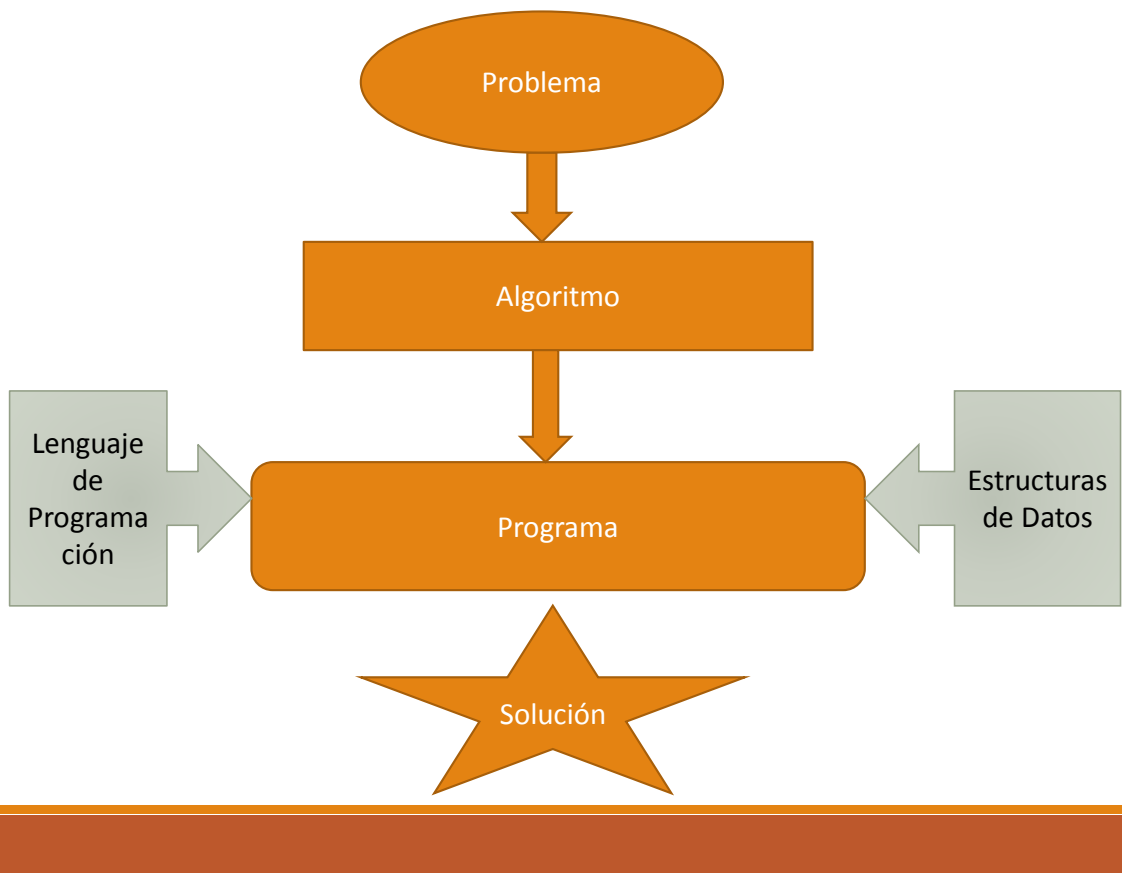 Problema
Algoritmo
Lenguaje
de
Programa
ción
Programa
Estructuras
de Datos
Solución